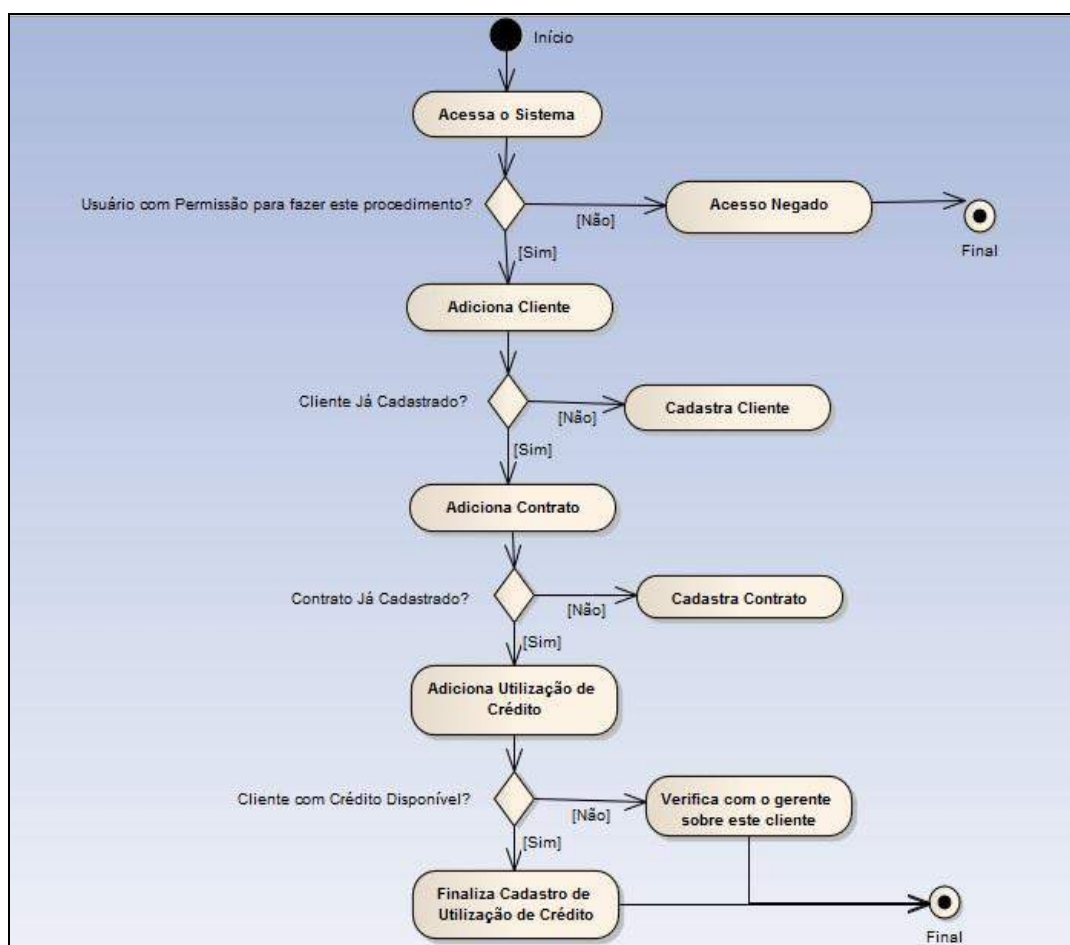 Início
Acessa o Sistema
Usuário com Permissão para fazer este procedimento?
[Não]
Acesso Negado
Final
[Sim]
Adiciona Cliente
Cliente Já Cadastrado?
[Não]
Cadastra Cliente
[Sim]
Adiciona Contrato
Contrato Já Cadastrado?
[Não]
Cadastra Contrato
[Sim]
Adiciona Utilização de
Crédito
Cliente com Crédito Disponível?
[Não]
Verifica com o gerente
sobre este cliente
[Sim]
Finaliza Cadastro de
Utilização de Crédito
Final